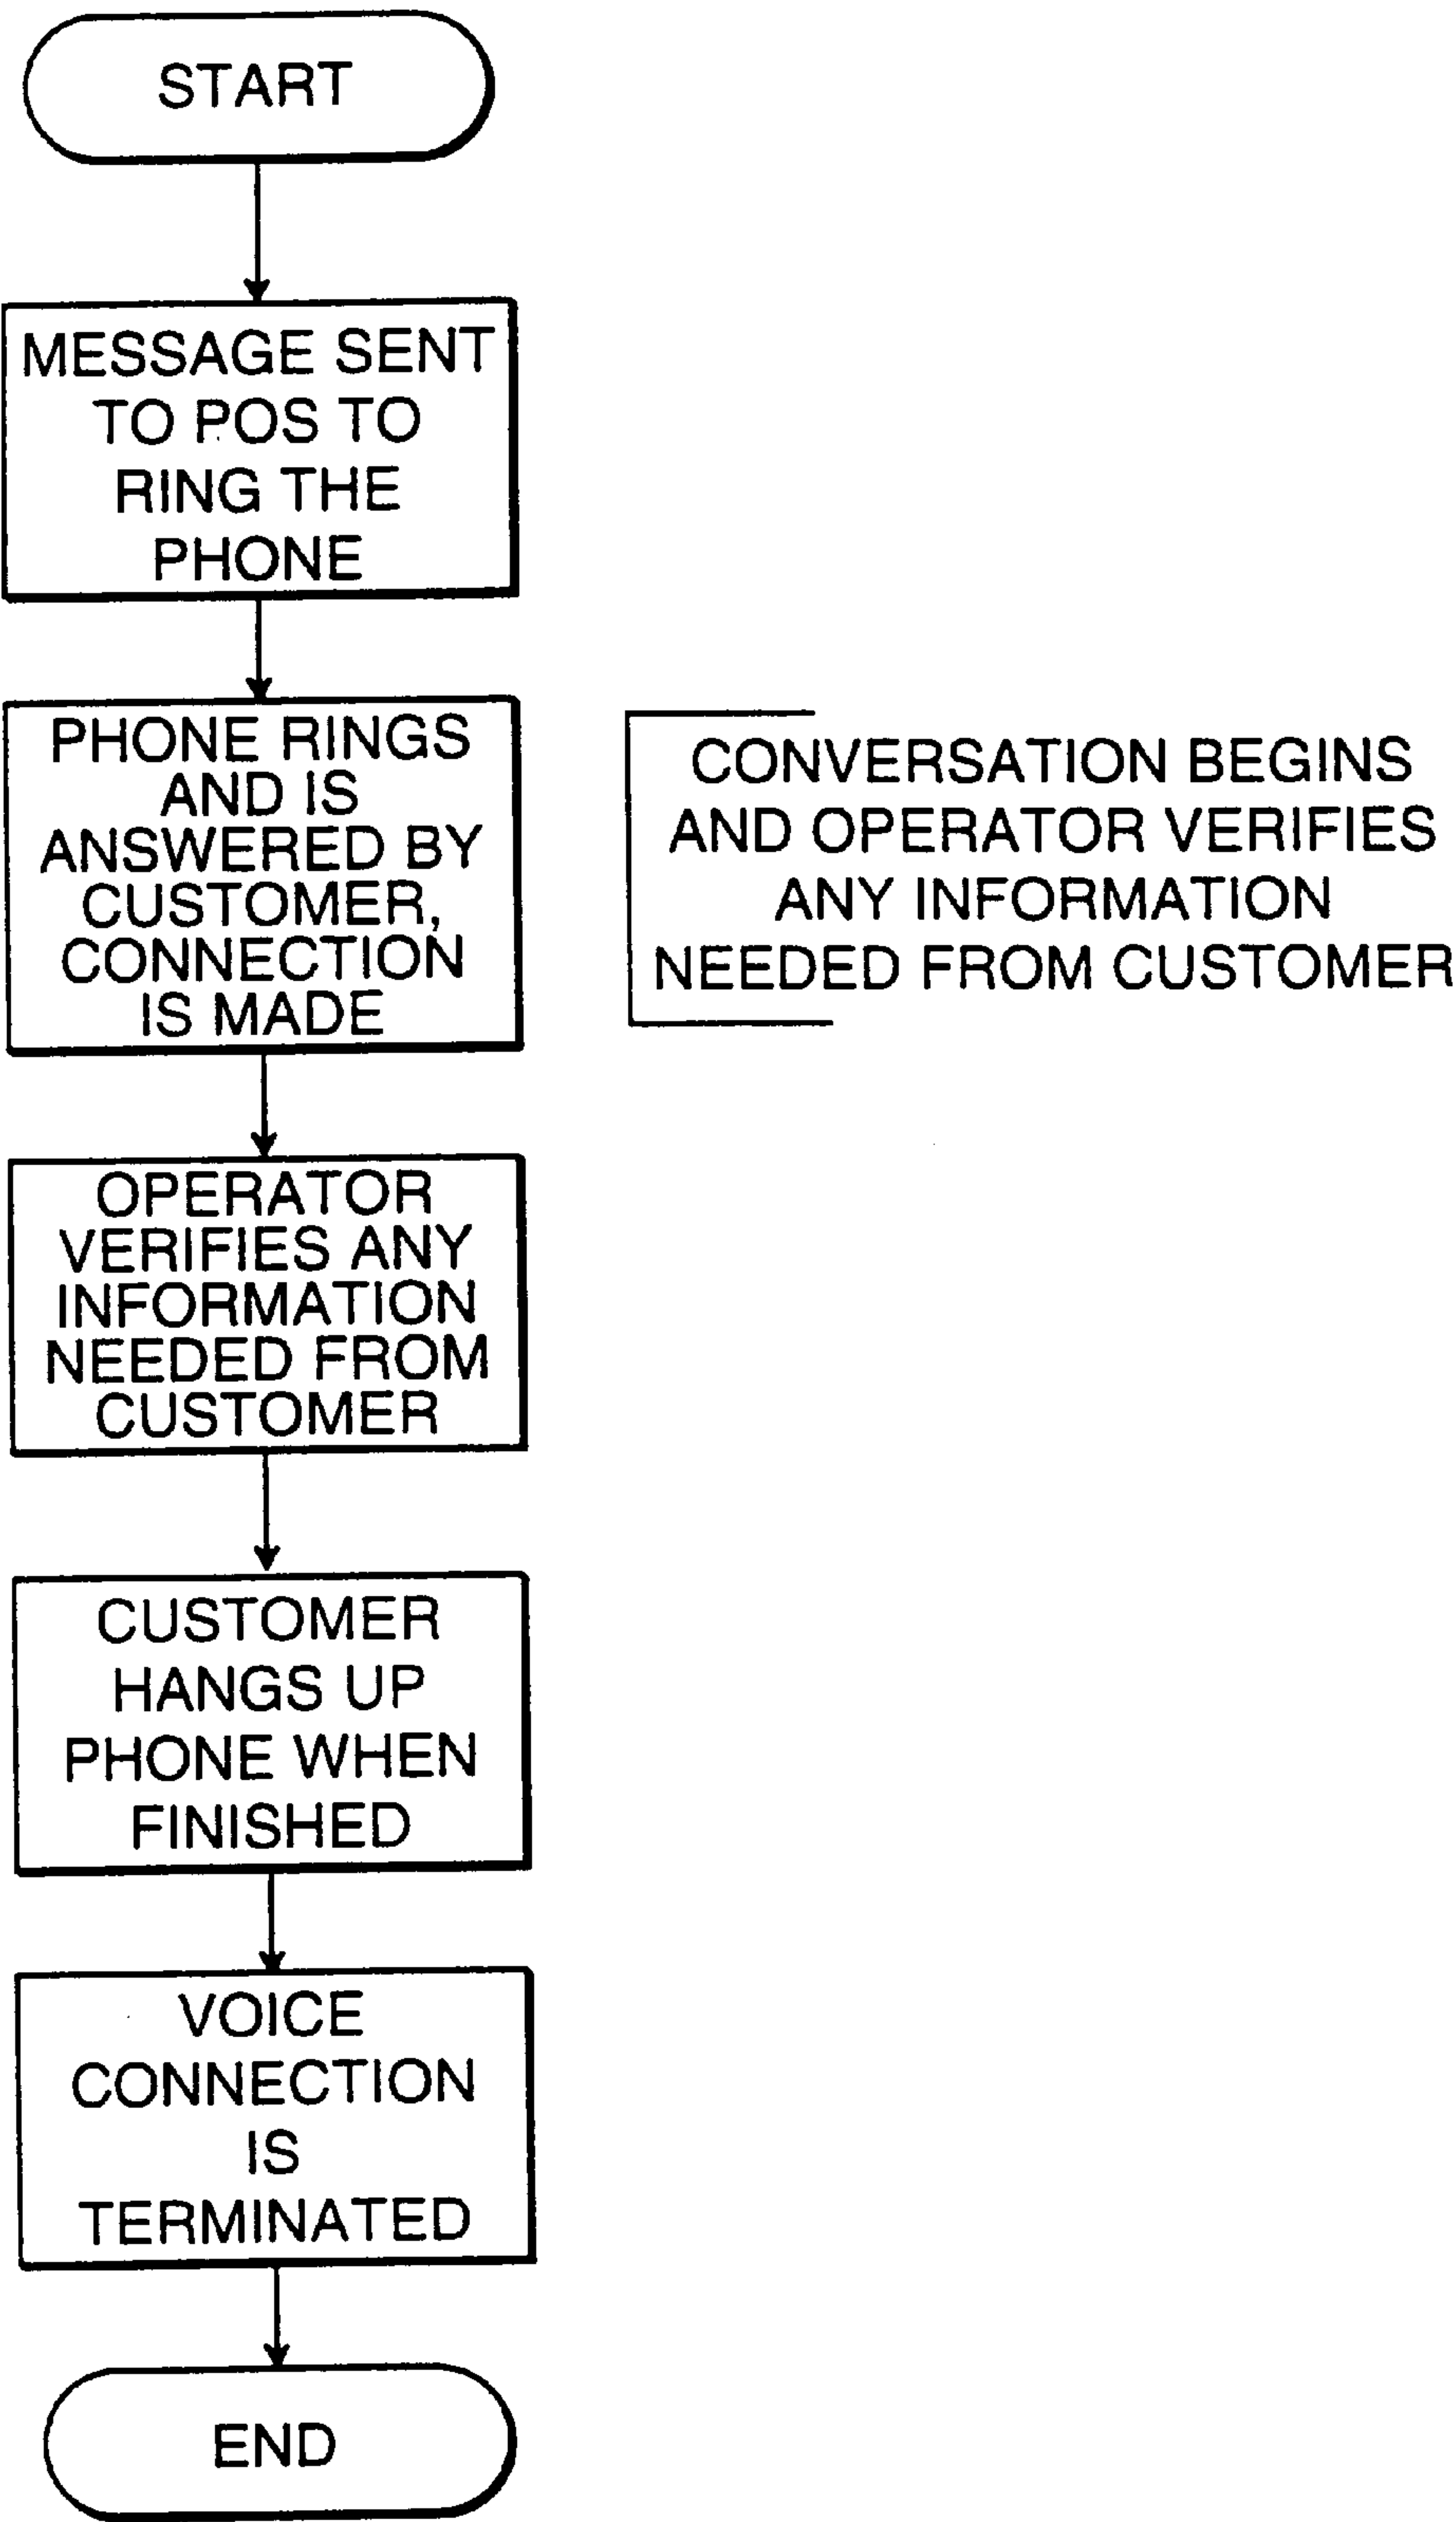 START
MESSAGE SENT
TO POS TO
RING THE
PHONE
PHONE RINGS
AND IS
ANSWERED BY
CUSTOMER,
CONNECTION
IS MADE
CONVERSATION BEGINS
AND OPERATOR VERIFIES
ANY INFORMATION
NEEDED FROM CUSTOMER
OPERATOR
VERIFIES ANY
INFORMATION
NEEDED FROM
CUSTOMER
CUSTOMER
HANGS UP
PHONE WHEN
FINISHED
VOICE
CONNECTION
IS
TERMINATED
END